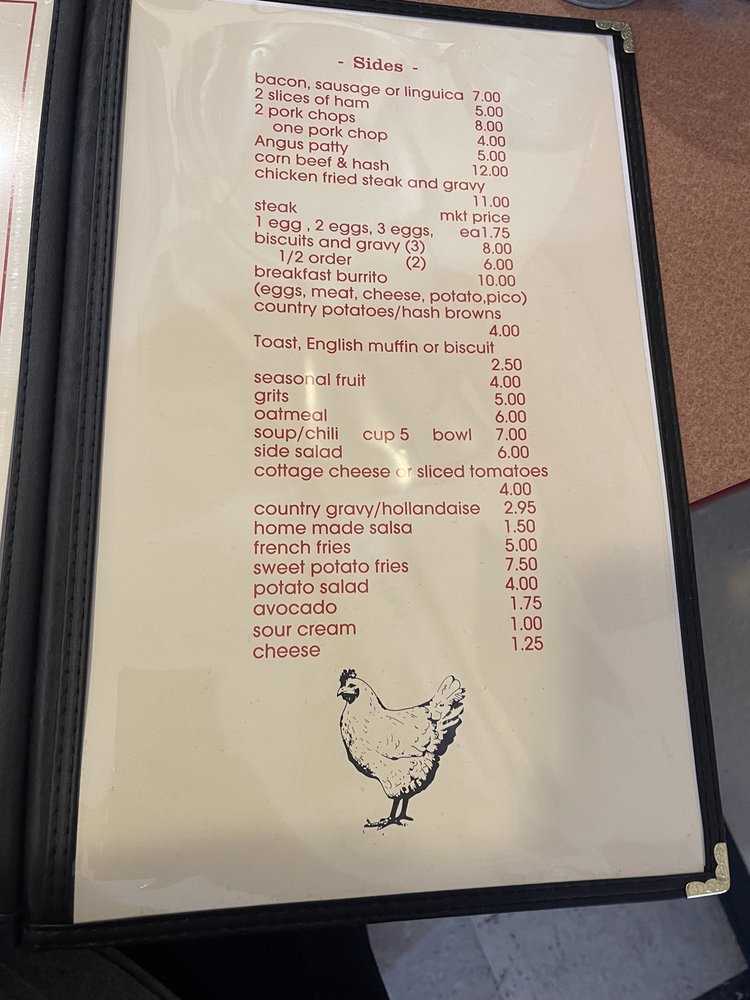 - Sides -
bacon, sausage or linguica 7.00
2 slices of ham 5.00
2 pork chops 8.00
one pork chop 4.00
Angus patty 5.00
corn beef & hash 12.00
chicken fried steak and gravy
11.00
steak mkt price
1 egg , 2 eggs, 3 eggs, ea1.75
biscuits and gravy (3) 8.00
1/2 order (2) 6.00
breakfast burrito 10.00
(eggs, meat, cheese, potato,pico)
country potatoes/hash browns
4.00
Toast, English muffin or biscuit
2.50
seasonal fruit 4.00
grits 5.00
oatmeal 6.00
soup/chili cup 5 bowl 7.00
side salad 6.00
cottage cheese or sliced tomatoes
4.00
country gravy/hollandaise 2.95
home made salsa 1.50
french fries 5.00
sweet potato fries 7.50
potato salad 4.00
avocado 1.75
sour cream 1.00
cheese 1.25